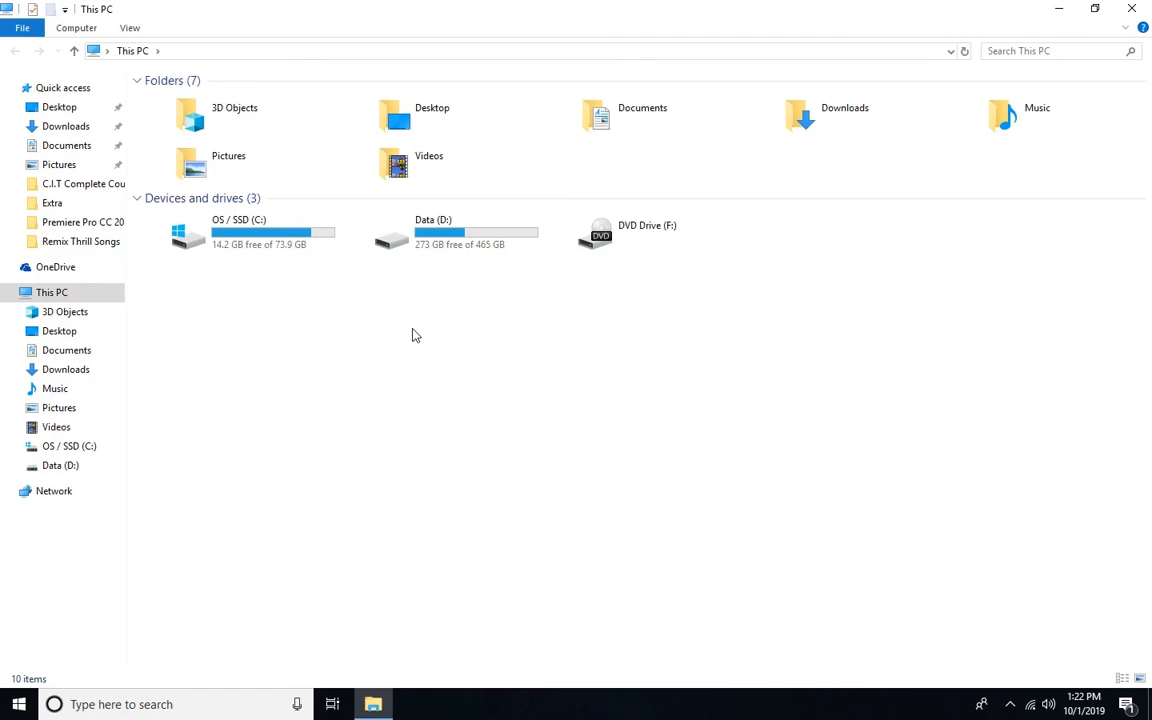 This PC
File Computer View
This PC
Search This PC
Quick access
Desktop
Downloads
Documents
Pictures
C.I.T Complete Cou
Extra
Premiere Pro CC 20
Remix Thrill Songs
OneDrive
This PC
3D Objects
Desktop
Documents
Downloads
Music
Pictures
Videos
OS / SSD (C:)
Data (D:)
Network
Folders (7)
3D Objects Desktop Documents Downloads Music
Pictures Videos
Devices and drives (3)
OS / SSD (C:)
14.2 GB free of 73.9 GB
Data (D:)
273 GB free of 465 GB
DVD Drive (F:)
DVD
10 items
Type here to search
1:22 PM
10/1/2019
1